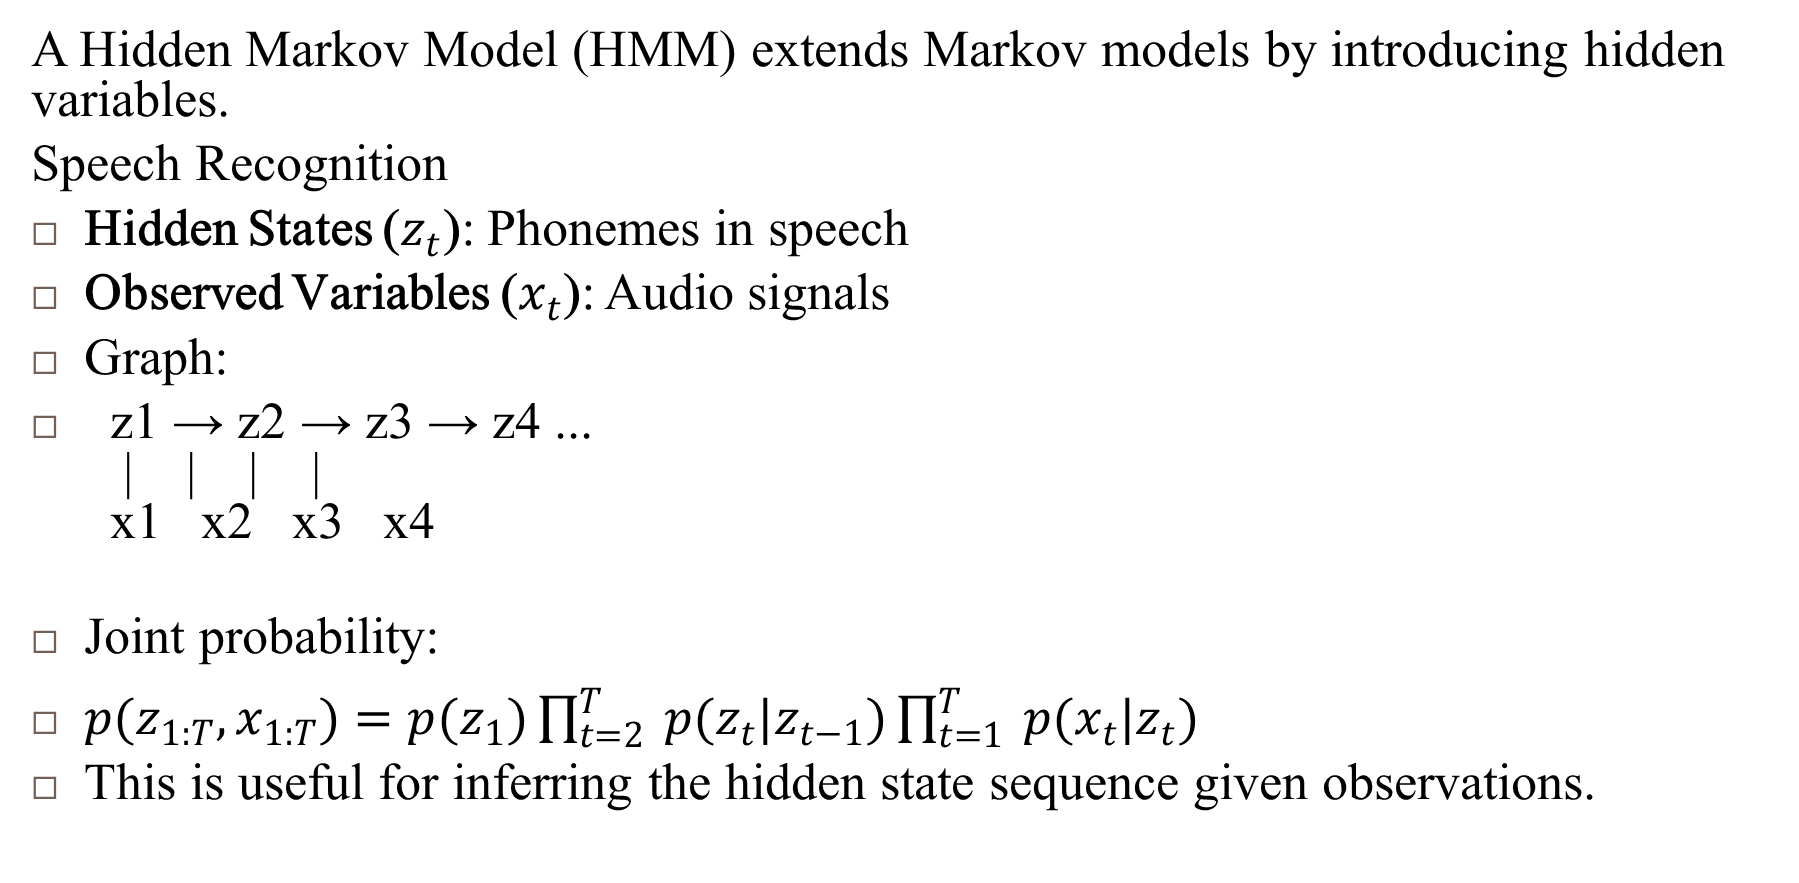 A Hidden Markov Model (HMM) extends Markov models by introducing hidden
variables.
Speech Recognition
□ Hidden States (z_t): Phonemes in speech
□ Observed Variables (x_t): Audio signals
□ Graph:
□ z1 → z2 → z3 → z4 ...
| | | |
x1 x2 x3 x4
□ Joint probability:
□ p(z_{1:T}, x_{1:T}) = p(z_1) ∏_{t=2}^{T} p(z_t|z_{t−1}) ∏_{t=1}^{T} p(x_t|z_t)
□ This is useful for inferring the hidden state sequence given observations.